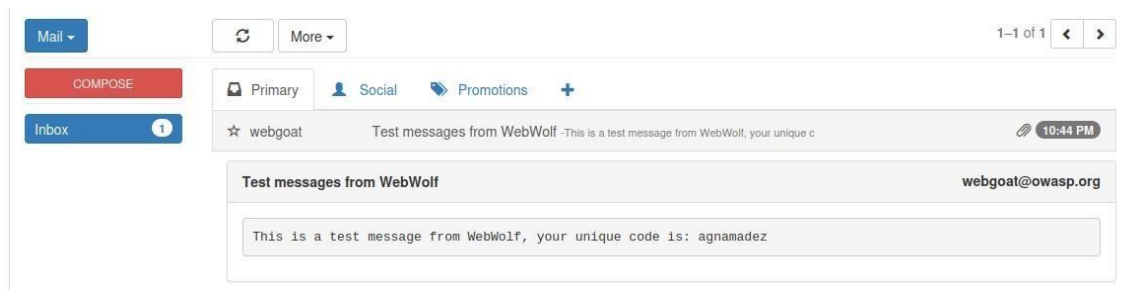 Mail
More
1–1 of 1
COMPOSE
Primary
Social
Promotions
Inbox 1
webgoat Test messages from WebWolf -This is a test message from WebWolf, your unique c 10:44 PM
Test messages from WebWolf webgoat@owasp.org
This is a test message from WebWolf, your unique code is: agnamadez